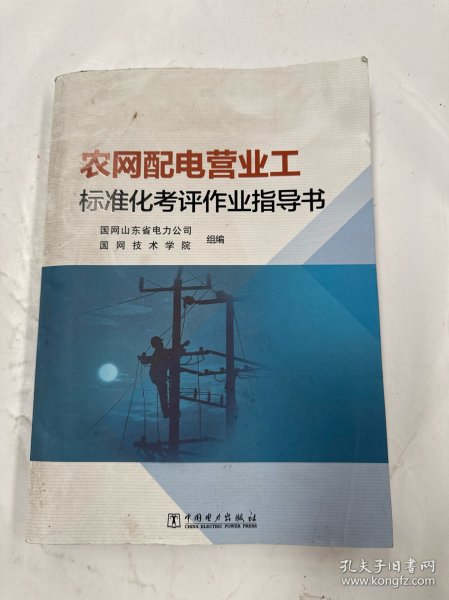 农网配电营业工
标准化考评作业指导书
国网山东省电力公司
国网技术学院
组编
中国电力出版社
CHINA ELECTRIC POWER PRESS
孔夫子旧书网
www.kongfz.com